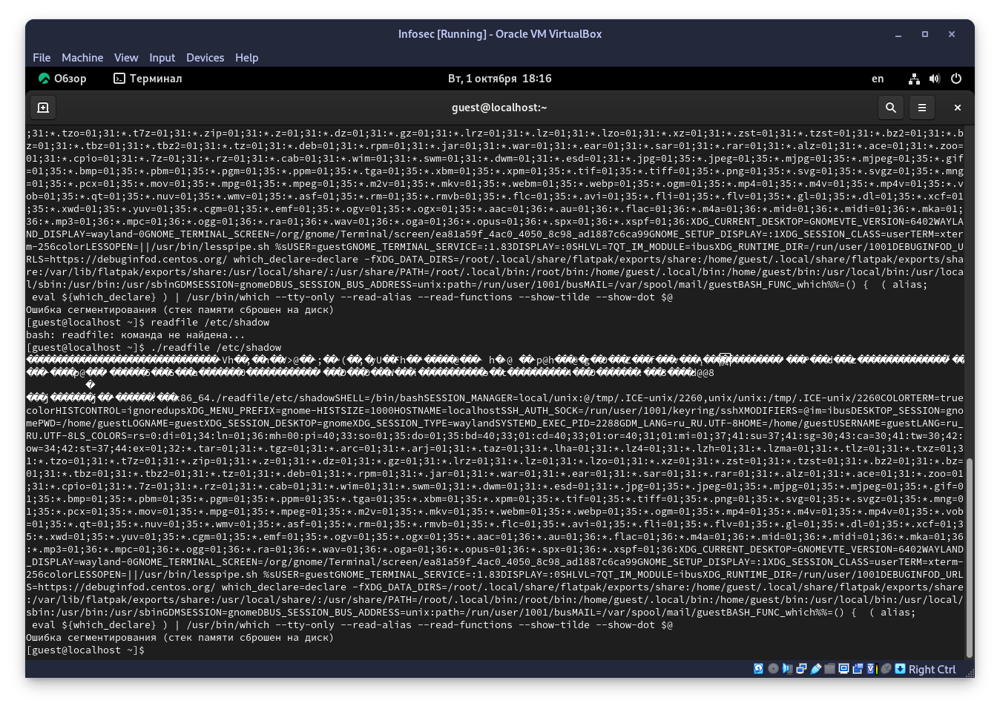 Infosec [Running] - Oracle VM VirtualBox
File Machine View Input Devices Help
Обзор Терминал Вт, 1 октября 18:16 en
guest@localhost:~
;31:*.tzo=01;31:*.t7z=01;31:*.zip=01;31:*.z=01;31:*.dz=01;31:*.gz=01;31:*.lrz=01;31:*.lz=01;31:*.lzo=01;31:*.xz=01;31:*.zst=01;31:*.tzst=01;31:*.bz2=01;31:*.b
z=01;31:*.tbz=01;31:*.tbz2=01;31:*.tz=01;31:*.deb=01;31:*.rpm=01;31:*.jar=01;31:*.war=01;31:*.ear=01;31:*.sar=01;31:*.rar=01;31:*.alz=01;31:*.ace=01;31:*.zoo=
01;31:*.cpio=01;31:*.7z=01;31:*.rz=01;31:*.cab=01;31:*.wim=01;31:*.swm=01;31:*.dwm=01;31:*.esd=01;31:*.jpg=01;35:*.jpeg=01;35:*.mjpg=01;35:*.mjpeg=01;35:*.gif
=01;35:*.bmp=01;35:*.pbm=01;35:*.pgm=01;35:*.ppm=01;35:*.tga=01;35:*.xbm=01;35:*.xpm=01;35:*.tif=01;35:*.tiff=01;35:*.png=01;35:*.svg=01;35:*.svgz=01;35:*.mng
=01;35:*.pcx=01;35:*.mov=01;35:*.mpg=01;35:*.mpeg=01;35:*.m2v=01;35:*.mkv=01;35:*.webm=01;35:*.webp=01;35:*.ogm=01;35:*.mp4=01;35:*.m4v=01;35:*.mp4v=01;35:*.v
ob=01;35:*.qt=01;35:*.nuv=01;35:*.wmv=01;35:*.asf=01;35:*.rm=01;35:*.rmvb=01;35:*.flc=01;35:*.avi=01;35:*.fli=01;35:*.flv=01;35:*.gl=01;35:*.dl=01;35:*.xcf=01
;35:*.xwd=01;35:*.yuv=01;35:*.cgm=01;35:*.emf=01;35:*.ogv=01;35:*.ogx=01;35:*.aac=01;36:*.au=01;36:*.flac=01;36:*.m4a=01;36:*.mid=01;36:*.midi=01;36:*.mka=01;
36:*.mp3=01;36:*.mpc=01;36:*.ogg=01;36:*.ra=01;36:*.wav=01;36:*.oga=01;36:*.opus=01;36:*.spx=01;36:*.xspf=01;36:XDG_CURRENT_DESKTOP=GNOMEVTE_VERSION=6402WAYLA
ND_DISPLAY=wayland-0GNOME_TERMINAL_SCREEN=/org/gnome/Terminal/screen/ea81a59f_4ac0_4050_8c98_ad1887c6ca99GNOME_SETUP_DISPLAY=:1XDG_SESSION_CLASS=userTERM=xter
m-256colorLESSOPEN=||/usr/bin/lesspipe.sh %sUSER=guestGNOME_TERMINAL_SERVICE=:1.83DISPLAY=:0SHLVL=7QT_IM_MODULE=ibusXDG_RUNTIME_DIR=/run/user/1001DEBUGINFOD_U
RLS=https://debuginfod.centos.org/ which_declare=declare -fXDG_DATA_DIRS=/root/.local/share/flatpak/exports/share:/home/guest/.local/share/flatpak/exports/sha
re:/var/lib/flatpak/exports/share:/usr/local/share/:/usr/share/PATH=/root/.local/bin:/root/bin:/home/guest/.local/bin:/home/guest/bin:/usr/local/bin:/usr/loca
l/sbin:/usr/bin:/usr/sbinGDMSESSION=gnomeDBUS_SESSION_BUS_ADDRESS=unix:path=/run/user/1001/busMAIL=/var/spool/mail/guestBASH_FUNC_which%%=() {  ( alias;
 eval ${which_declare} ) | /usr/bin/which --tty-only --read-alias --read-functions --show-tilde --show-dot $@
Ошибка сегментирования (стек памяти сброшен на диск)
[guest@localhost ~]$ readfile /etc/shadow
bash: readfile: команда не найдена...
[guest@localhost ~]$ ./readfile /etc/shadow
x86_64./readfile/etc/shadowSHELL=/bin/bashSESSION_MANAGER=local/unix:@/tmp/.ICE-unix/2260,unix/unix:/tmp/.ICE-unix/2260COLORTERM=true
colorHISTCONTROL=ignoredupsXDG_MENU_PREFIX=gnome-HISTSIZE=1000HOSTNAME=localhostSSH_AUTH_SOCK=/run/user/1001/keyring/sshXMODIFIERS=@im=ibusDESKTOP_SESSION=gno
mePWD=/home/guestLOGNAME=guestXDG_SESSION_DESKTOP=gnomeXDG_SESSION_TYPE=waylandSYSTEMD_EXEC_PID=2288GDM_LANG=ru_RU.UTF-8HOME=/home/guestUSERNAME=guestLANG=ru_
RU.UTF-8LS_COLORS=rs=0:di=01;34:ln=01;36:mh=00:pi=40;33:so=01;35:do=01;35:bd=40;33;01:cd=40;33;01:or=40;31;01:mi=01;37;41:su=37;41:sg=30;43:ca=30;41:tw=30;42:
ow=34;42:st=37;44:ex=01;32:*.tar=01;31:*.tgz=01;31:*.arc=01;31:*.arj=01;31:*.taz=01;31:*.lha=01;31:*.lz4=01;31:*.lzh=01;31:*.lzma=01;31:*.tlz=01;31:*.txz=01;3
1:*.tzo=01;31:*.t7z=01;31:*.zip=01;31:*.z=01;31:*.dz=01;31:*.gz=01;31:*.lrz=01;31:*.lz=01;31:*.lzo=01;31:*.xz=01;31:*.zst=01;31:*.tzst=01;31:*.bz2=01;31:*.bz=
01;31:*.tbz=01;31:*.tbz2=01;31:*.tz=01;31:*.deb=01;31:*.rpm=01;31:*.jar=01;31:*.war=01;31:*.ear=01;31:*.sar=01;31:*.rar=01;31:*.alz=01;31:*.ace=01;31:*.zoo=01
;31:*.cpio=01;31:*.7z=01;31:*.rz=01;31:*.cab=01;31:*.wim=01;31:*.swm=01;31:*.dwm=01;31:*.esd=01;31:*.jpg=01;35:*.jpeg=01;35:*.mjpg=01;35:*.mjpeg=01;35:*.gif=0
1;35:*.bmp=01;35:*.pbm=01;35:*.pgm=01;35:*.ppm=01;35:*.tga=01;35:*.xbm=01;35:*.xpm=01;35:*.tif=01;35:*.tiff=01;35:*.png=01;35:*.svg=01;35:*.svgz=01;35:*.mng=0
1;35:*.pcx=01;35:*.mov=01;35:*.mpg=01;35:*.mpeg=01;35:*.m2v=01;35:*.mkv=01;35:*.webm=01;35:*.webp=01;35:*.ogm=01;35:*.mp4=01;35:*.m4v=01;35:*.mp4v=01;35:*.vob
=01;35:*.qt=01;35:*.nuv=01;35:*.wmv=01;35:*.asf=01;35:*.rm=01;35:*.rmvb=01;35:*.flc=01;35:*.avi=01;35:*.fli=01;35:*.flv=01;35:*.gl=01;35:*.dl=01;35:*.xcf=01;3
5:*.xwd=01;35:*.yuv=01;35:*.cgm=01;35:*.emf=01;35:*.ogv=01;35:*.ogx=01;35:*.aac=01;36:*.au=01;36:*.flac=01;36:*.m4a=01;36:*.mid=01;36:*.midi=01;36:*.mka=01;36
:*.mp3=01;36:*.mpc=01;36:*.ogg=01;36:*.ra=01;36:*.wav=01;36:*.oga=01;36:*.opus=01;36:*.spx=01;36:*.xspf=01;36:XDG_CURRENT_DESKTOP=GNOMEVTE_VERSION=6402WAYLAND
_DISPLAY=wayland-0GNOME_TERMINAL_SCREEN=/org/gnome/Terminal/screen/ea81a59f_4ac0_4050_8c98_ad1887c6ca99GNOME_SETUP_DISPLAY=:1XDG_SESSION_CLASS=userTERM=xterm-
256colorLESSOPEN=||/usr/bin/lesspipe.sh %sUSER=guestGNOME_TERMINAL_SERVICE=:1.83DISPLAY=:0SHLVL=7QT_IM_MODULE=ibusXDG_RUNTIME_DIR=/run/user/1001DEBUGINFOD_URL
S=https://debuginfod.centos.org/ which_declare=declare -fXDG_DATA_DIRS=/root/.local/share/flatpak/exports/share:/home/guest/.local/share/flatpak/exports/share
:/var/lib/flatpak/exports/share:/usr/local/share/:/usr/share/PATH=/root/.local/bin:/root/bin:/home/guest/.local/bin:/home/guest/bin:/usr/local/bin:/usr/local/
sbin:/usr/bin:/usr/sbinGDMSESSION=gnomeDBUS_SESSION_BUS_ADDRESS=unix:path=/run/user/1001/busMAIL=/var/spool/mail/guestBASH_FUNC_which%%=() {  ( alias;
 eval ${which_declare} ) | /usr/bin/which --tty-only --read-alias --read-functions --show-tilde --show-dot $@
Ошибка сегментирования (стек памяти сброшен на диск)
[guest@localhost ~]$
Right Ctrl